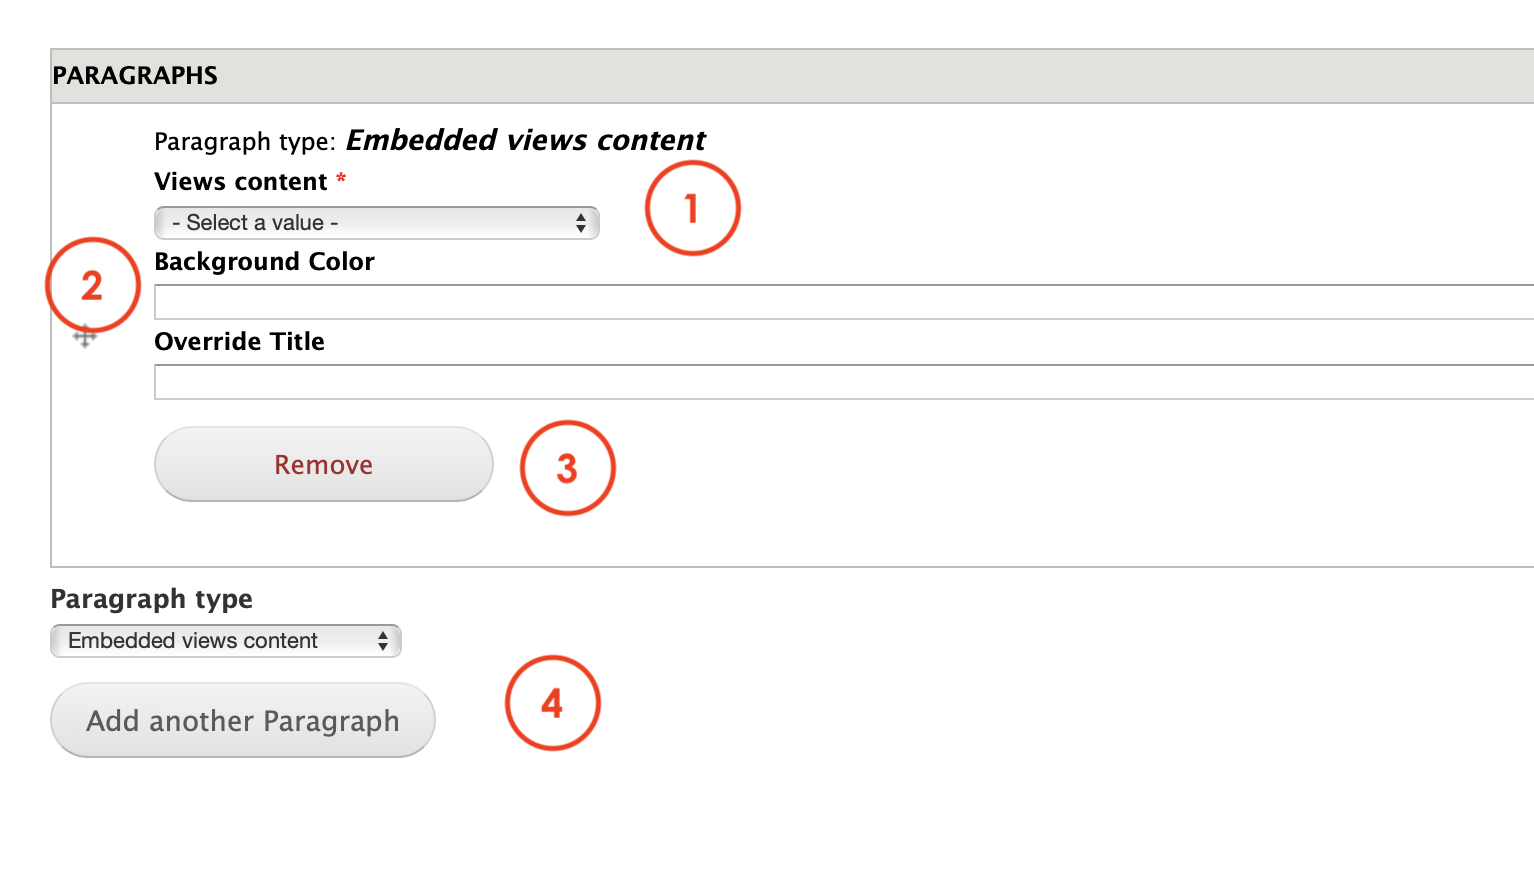 PARAGRAPHS
Paragraph type: Embedded views content
Views content *
1
- Select a value -
Background Color
2
Override Title
Remove
3
Paragraph type
Embedded views content
4
Add another Paragraph